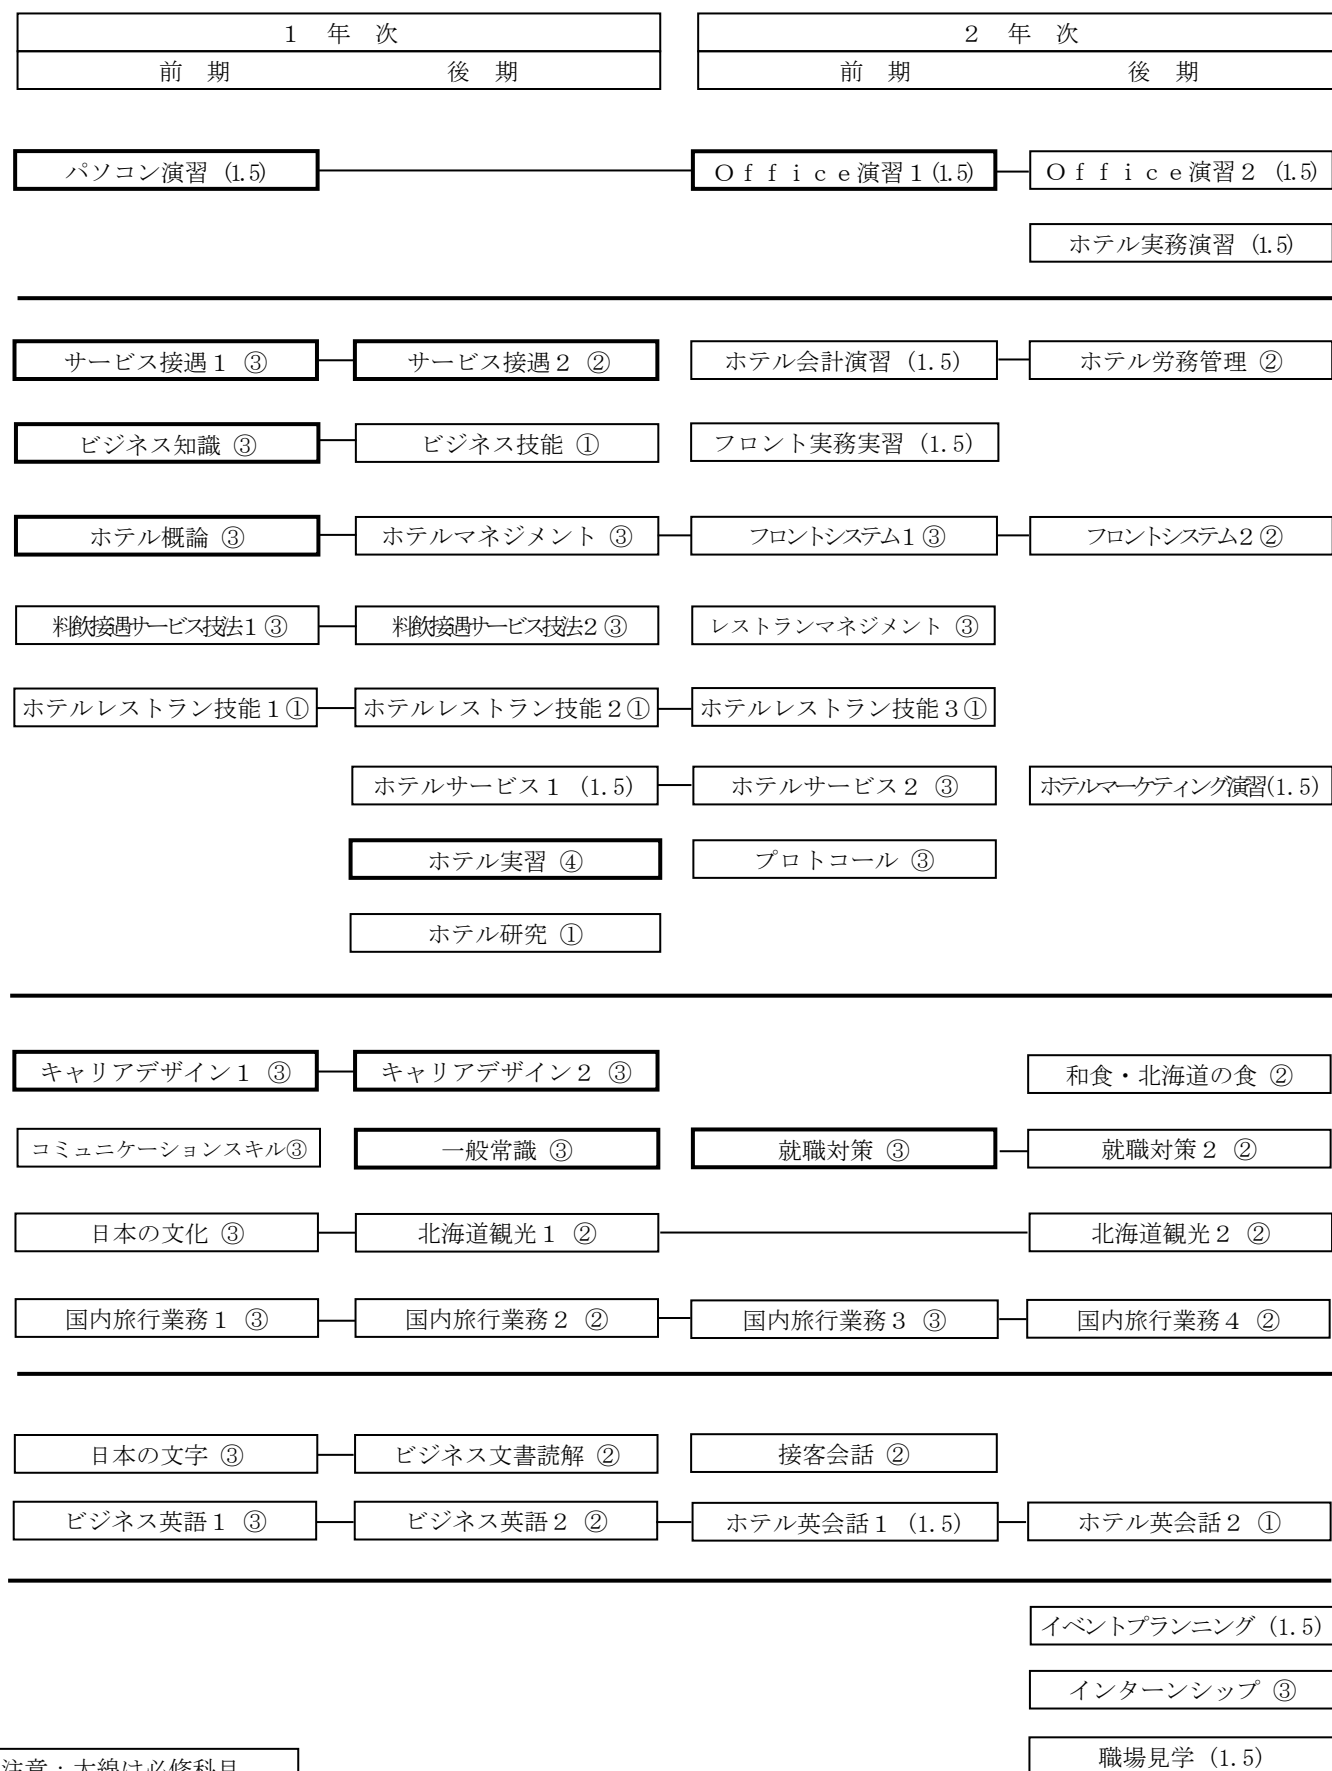 １　年　次　２　年　次
前　期　後　期　前　期　後　期
パソコン演習 (1.5)　Ｏｆｆｉｃｅ演習１(1.5)　Ｏｆｆｉｃｅ演習２ (1.5)
ホテル実務演習 (1.5)
サービス接遇１ ③　サービス接遇２ ②　ホテル会計演習 (1.5)　ホテル労務管理 ②
ビジネス知識 ③　ビジネス技能 ①　フロント実務実習 (1.5)
ホテル概論 ③　ホテルマネジメント ③　フロントシステム1 ③　フロントシステム2 ②
料飲接遇サービス技法1 ③　料飲接遇サービス技法2 ③　レストランマネジメント ③
ホテルレストラン技能１①　ホテルレストラン技能２①　ホテルレストラン技能３①
ホテルサービス１ (1.5)　ホテルサービス２ ③　ホテルマーケティング演習(1.5)
ホテル実習 ④　プロトコール ③
ホテル研究 ①
キャリアデザイン１ ③　キャリアデザイン２ ③　和食・北海道の食 ②
コミュニケーションスキル③　一般常識 ③　就職対策 ③　就職対策２ ②
日本の文化 ③　北海道観光１ ②　北海道観光２ ②
国内旅行業務１ ③　国内旅行業務２ ②　国内旅行業務３ ③　国内旅行業務４ ②
日本の文字 ③　ビジネス文書読解 ②　接客会話 ②
ビジネス英語１ ③　ビジネス英語２ ②　ホテル英会話１ (1.5)　ホテル英会話２ ①
イベントプランニング (1.5)
インターンシップ ③
職場見学 (1.5)
注意：太線は必修科目